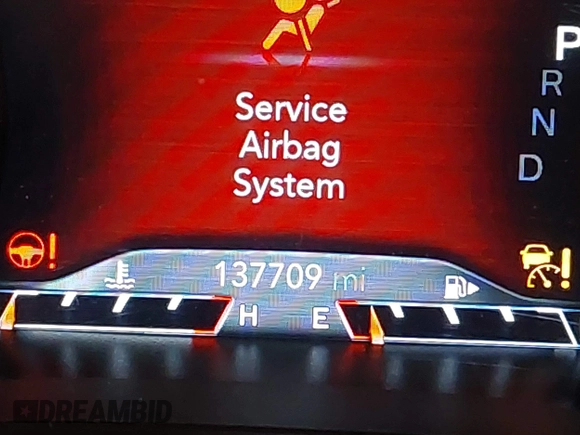 P
R
N
D
Service
Airbag
System
137709 mi
H E
DREAMBID